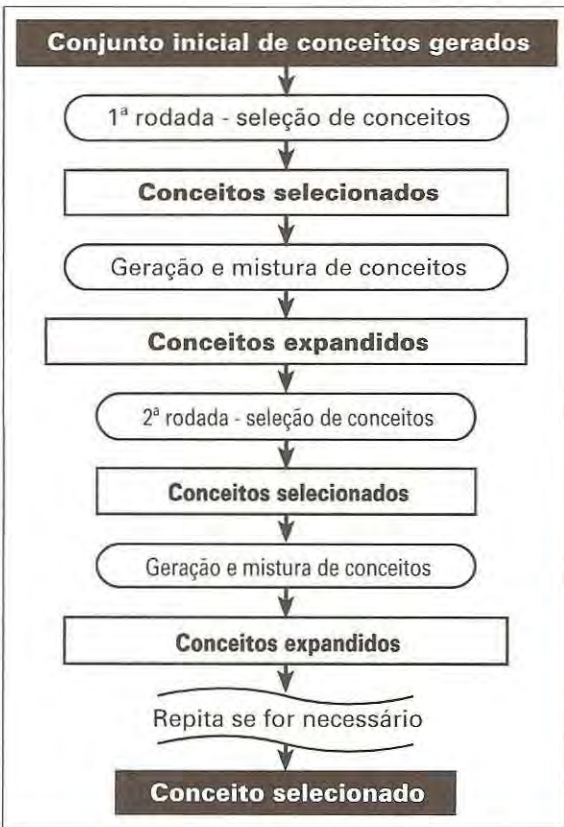 Conjunto inicial de conceitos gerados
1ª rodada - seleção de conceitos
Conceitos selecionados
Geração e mistura de conceitos
Conceitos expandidos
2ª rodada - seleção de conceitos
Conceitos selecionados
Geração e mistura de conceitos
Conceitos expandidos
Repita se for necessário
Conceito selecionado